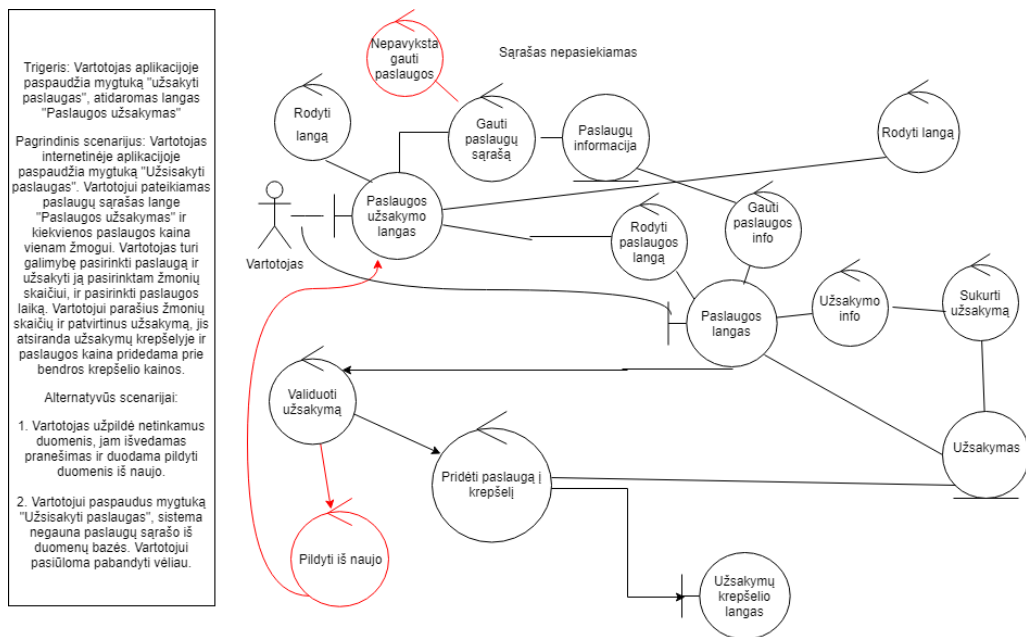 Trigeris: Vartotojas aplikacijoje
paspaudžia mygtuką "užsakyti
paslaugas", atidaromas langas
"Paslaugos užsakymas"
Pagrindinis scenarijus: Vartotojas
internetinėje aplikacijoje
paspaudžia mygtuką "Užsisakyti
paslaugas". Vartotojui pateikiamas
paslaugų sąrašas lange
"Paslaugos užsakymas" ir
kiekvienos paslaugos kaina
vienam žmogui. Vartotojas turi
galimybę pasirinkti paslaugą ir
užsakyti ją pasirinktam žmonių
skaičiui, ir pasirinkti paslaugos
laiką. Vartotojui parašius žmonių
skaičių ir patvirtinus užsakymą, jis
atsiranda užsakymų krepšelyje ir
paslaugos kaina pridedama prie
bendros krepšelio kainos.
Alternatyvūs scenarijai:
1. Vartotojas užpildė netinkamus
duomenis, jam išvedamas
pranešimas ir duodama pildyti
duomenis iš naujo.
2. Vartotojui paspaudus mygtuką
"Užsisakyti paslaugas", sistema
negauna paslaugų sąrašo iš
duomenų bazės. Vartotojui
pasiūloma pabandyti vėliau.
Nepavyksta
gauti
paslaugos
Sąrašas nepasiekiamas
Rodyti
langą
Gauti
paslaugų
sąrašą
Paslaugų
informacija
Rodyti langą
Vartotojas
Paslaugos
užsakymo
langas
Rodyti
paslaugos
langą
Gauti
paslaugos
info
Paslaugos
langas
Užsakymo
info
Sukurti
užsakymą
Validuoti
užsakymą
Pridėti paslaugą į
krepšelį
Užsakymas
Pildyti iš naujo
Užsakymų
krepšelio
langas